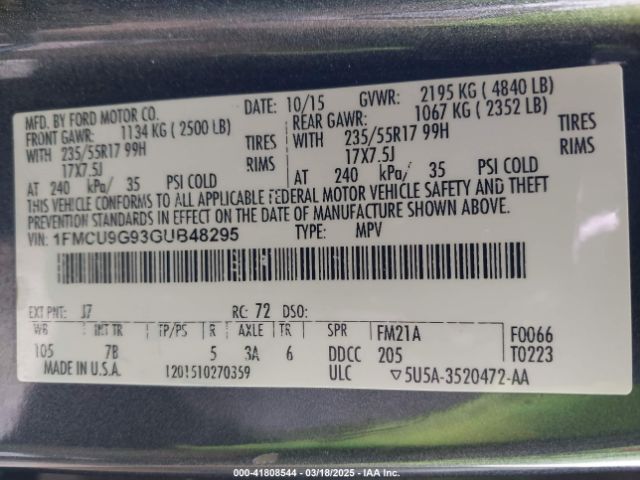 MFD. BY FORD MOTOR CO. DATE: 10/15 GVWR: 2195 KG ( 4840 LB)
FRONT GAWR: 1134 KG ( 2500 LB) REAR GAWR: 1067 KG ( 2352 LB)
WITH 235/55R17 99H TIRES WITH 235/55R17 99H TIRES
17X7.5J RIMS 17X7.5J RIMS
AT 240 kPa/ 35 PSI COLD AT 240 kPa/ 35 PSI COLD
THIS VEHICLE CONFORMS TO ALL APPLICABLE FEDERAL MOTOR VEHICLE SAFETY AND THEFT
PREVENTION STANDARDS IN EFFECT ON THE DATE OF MANUFACTURE SHOWN ABOVE.
VIN: 1FMCU9G93GUB48295 TYPE: MPV
EXT PNT: J7 RC: 72 DSO:
WB INT TR TP/PS R AXLE TR SPR FM21A F0066
105 7B 5 3A 6 DDCC 205 T0223
MADE IN U.S.A. 1201510270359 ULC ▽5U5A-3520472-AA
000-41808544 — 03/18/2025 — IAA Inc.